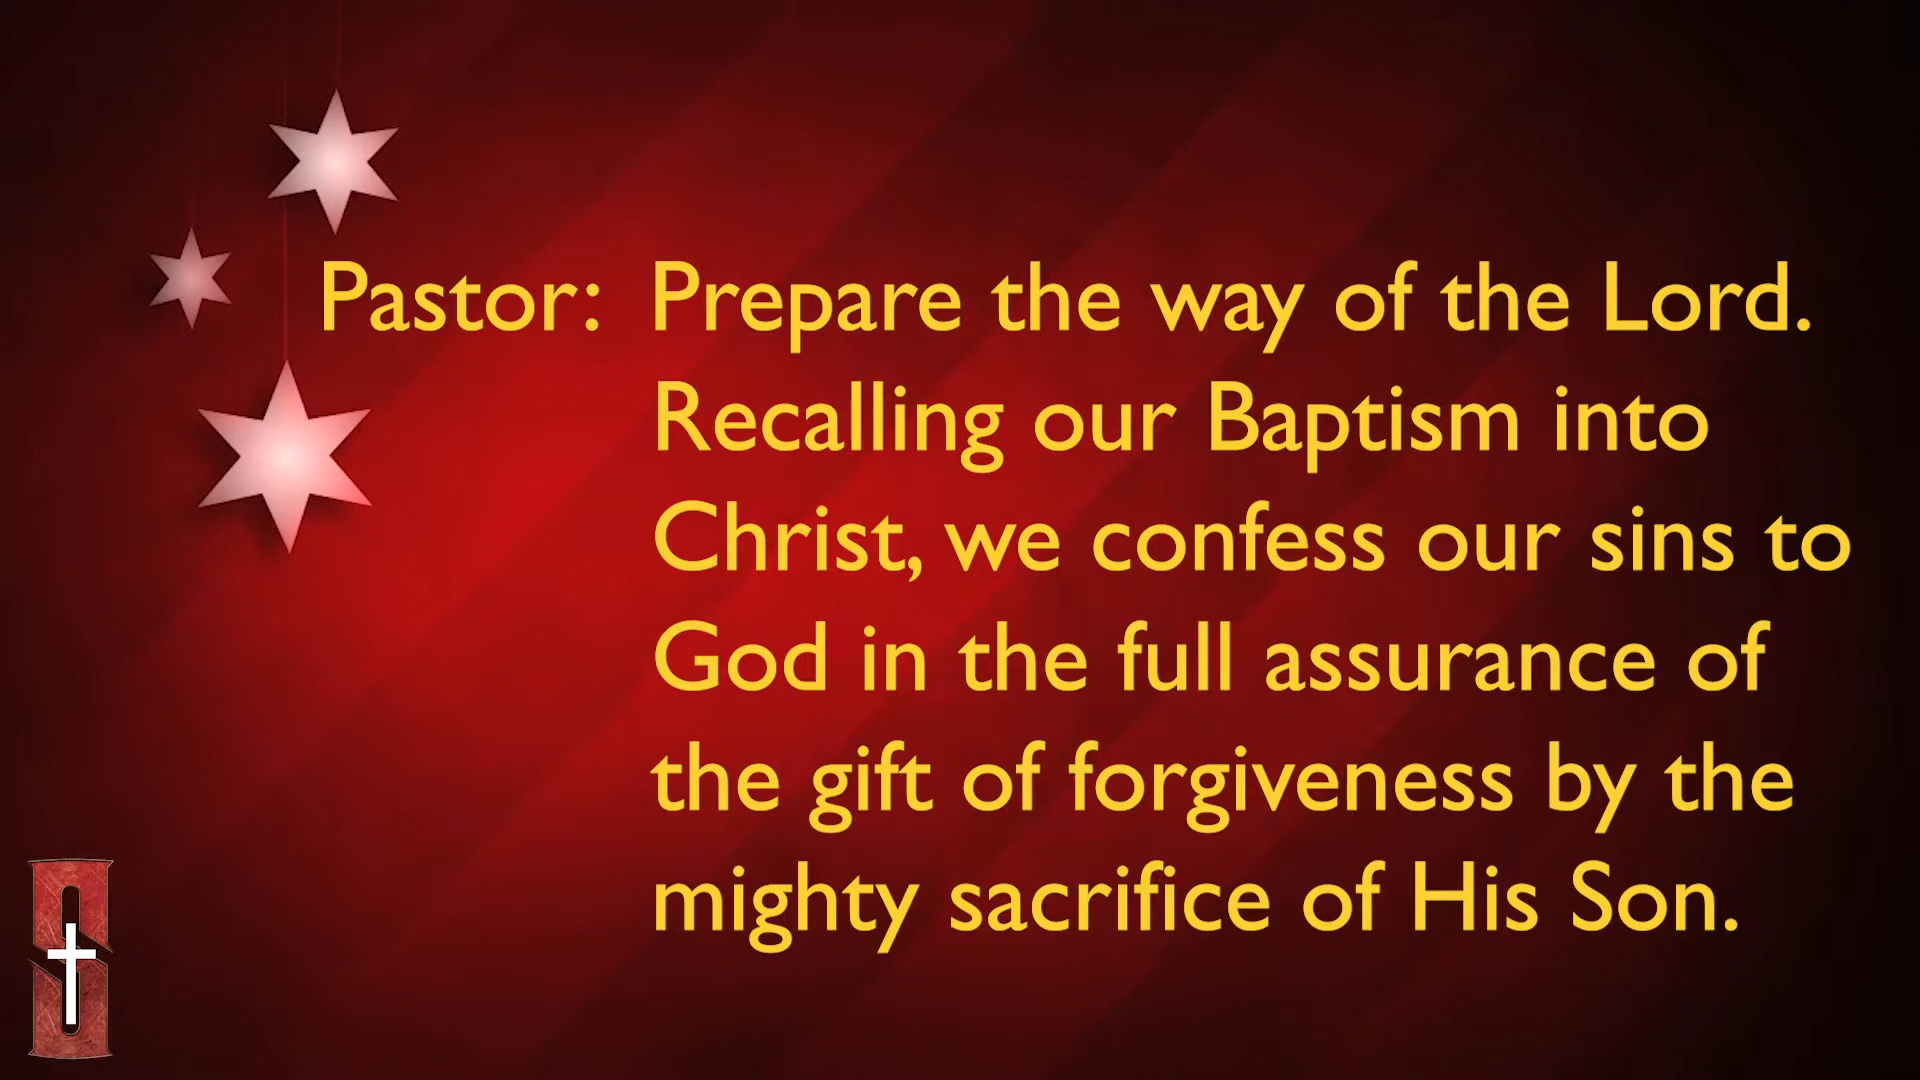 Pastor: Prepare the way of the Lord.
Recalling our Baptism into
Christ, we confess our sins to
God in the full assurance of
the gift of forgiveness by the
mighty sacrifice of His Son.
S